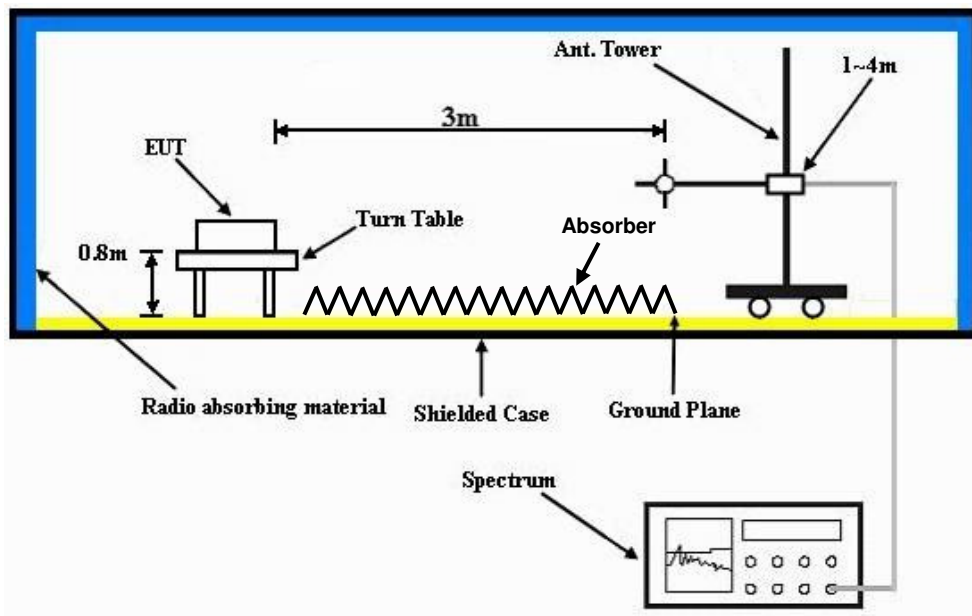 Ant. Tower
1~4m
3m
EUT
Turn Table
Absorber
0.8m
Radio absorbing material
Shielded Case
Ground Plane
Spectrum